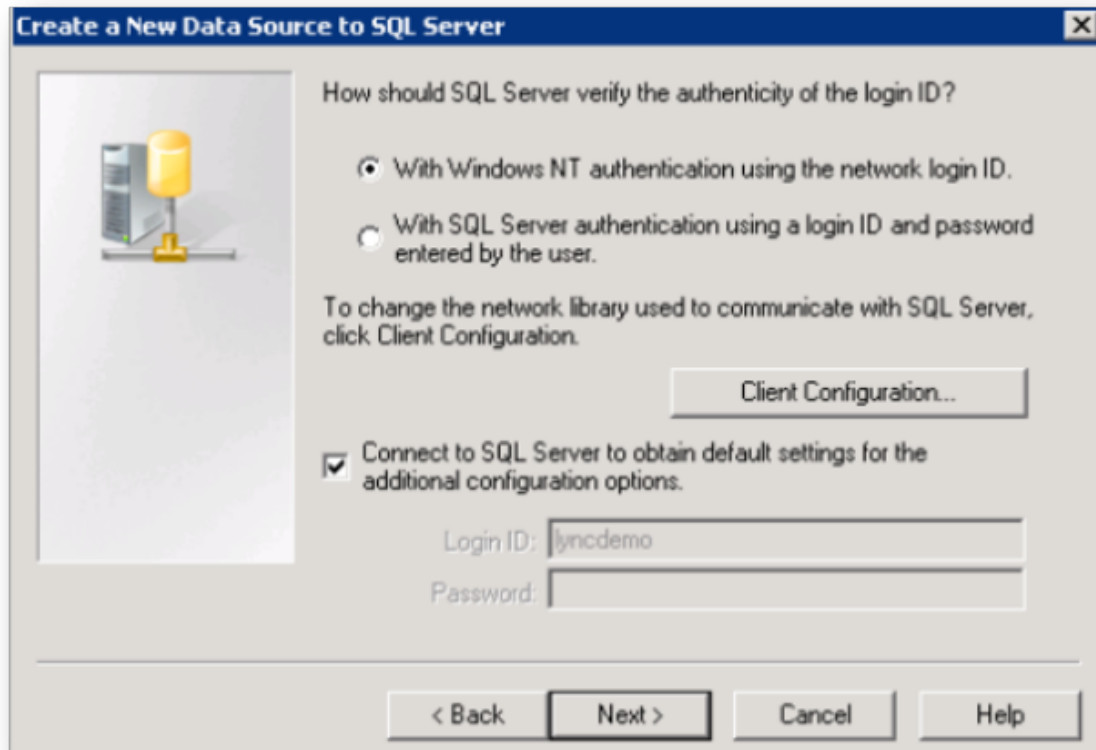 Create a New Data Source to SQL Server
How should SQL Server verify the authenticity of the login ID?
With Windows NT authentication using the network login ID.
With SQL Server authentication using a login ID and password
entered by the user.
To change the network library used to communicate with SQL Server,
click Client Configuration.
Client Configuration...
Connect to SQL Server to obtain default settings for the
additional configuration options.
Login ID: lyncdemo
Password:
< Back Next > Cancel Help